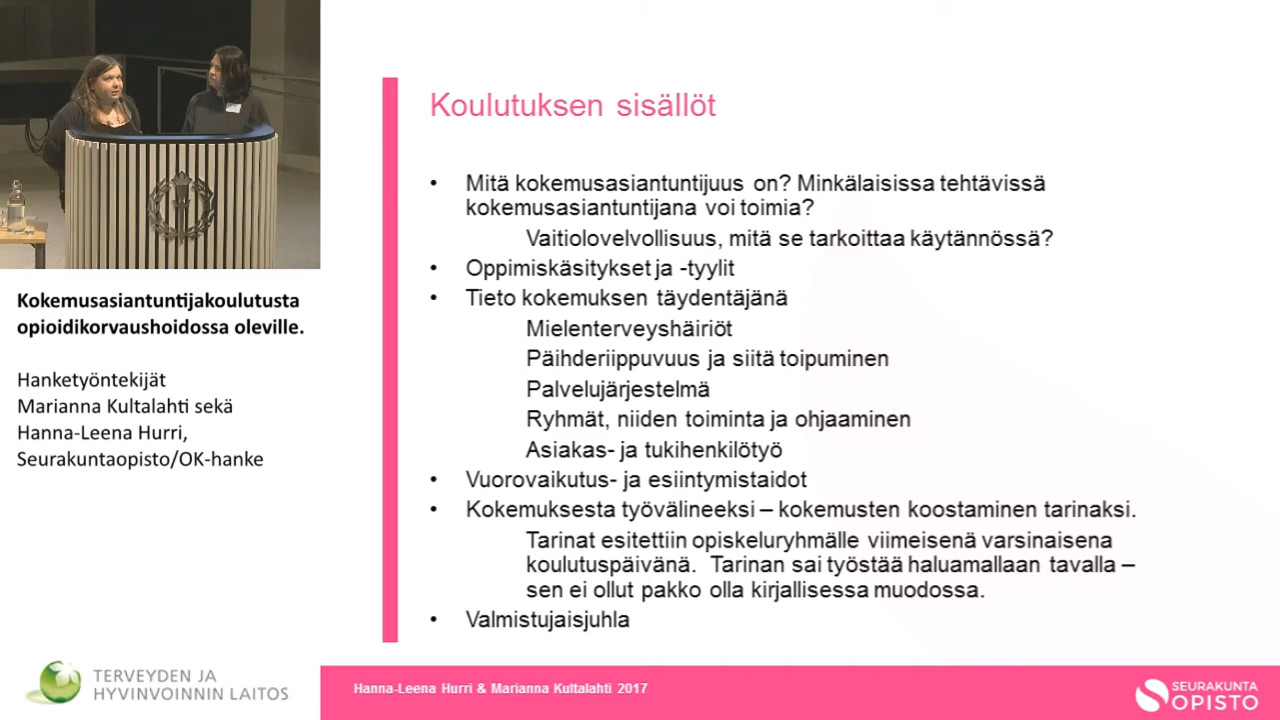 Koulutuksen sisällöt
• Mitä kokemusasiantuntijuus on? Minkälaisissa tehtävissä
kokemusasiantuntijana voi toimia?
Vaitiolovelvollisuus, mitä se tarkoittaa käytännössä?
• Oppimiskäsitykset ja -tyylit
• Tieto kokemuksen täydentäjänä
Mielenterveyshäiriöt
Päihderiippuvuus ja siitä toipuminen
Palvelujärjestelmä
Ryhmät, niiden toiminta ja ohjaaminen
Asiakas- ja tukihenkilötyö
• Vuorovaikutus- ja esiintymistaidot
• Kokemuksesta työvälineeksi – kokemusten koostaminen tarinaksi.
Tarinat esitettiin opiskeluryhmälle viimeisenä varsinaisena
koulutuspäivänä. Tarinan sai työstää haluamallaan tavalla –
sen ei ollut pakko olla kirjallisessa muodossa.
• Valmistujaisjuhla
Kokemusasiantuntijakoulutusta
opioidikorvaushoidossa oleville.
Hanketyöntekijät
Marianna Kultalahti sekä
Hanna-Leena Hurri,
Seurakuntaopisto/OK-hanke
TERVEYDEN JA
HYVINVOINNIN LAITOS
Hanna-Leena Hurri & Marianna Kultalahti 2017
SEURAKUNTA
OPISTO